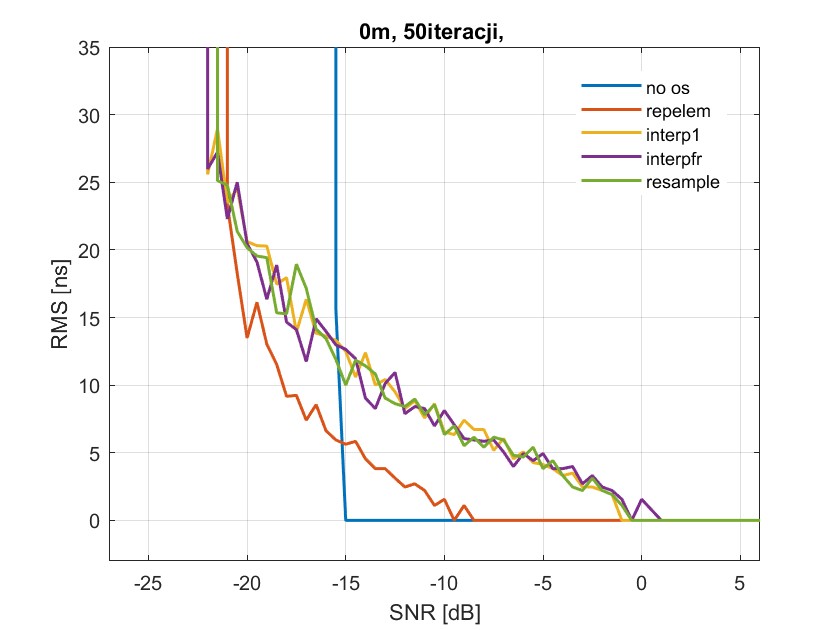 0m, 50iteracji,
35
30
25
20
15
10
5
0
RMS [ns]
no os
repelem
interp1
interpfr
resample
-25 -20 -15 -10 -5 0 5
SNR [dB]